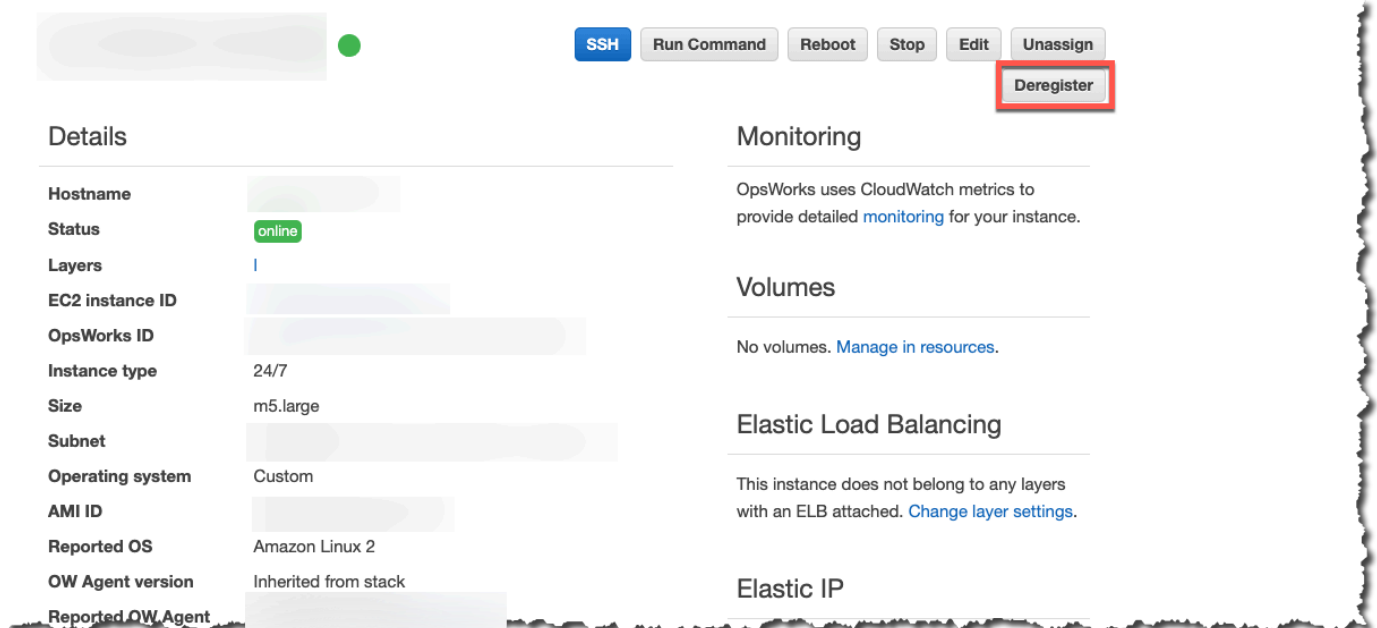 SSH Run Command Reboot Stop Edit Unassign
Deregister
Details
Hostname
Status online
Layers l
EC2 instance ID
OpsWorks ID
Instance type 24/7
Size m5.large
Subnet
Operating system Custom
AMI ID
Reported OS Amazon Linux 2
OW Agent version Inherited from stack
Reported OW Agent
Monitoring
OpsWorks uses CloudWatch metrics to
provide detailed monitoring for your instance.
Volumes
No volumes. Manage in resources.
Elastic Load Balancing
This instance does not belong to any layers
with an ELB attached. Change layer settings.
Elastic IP